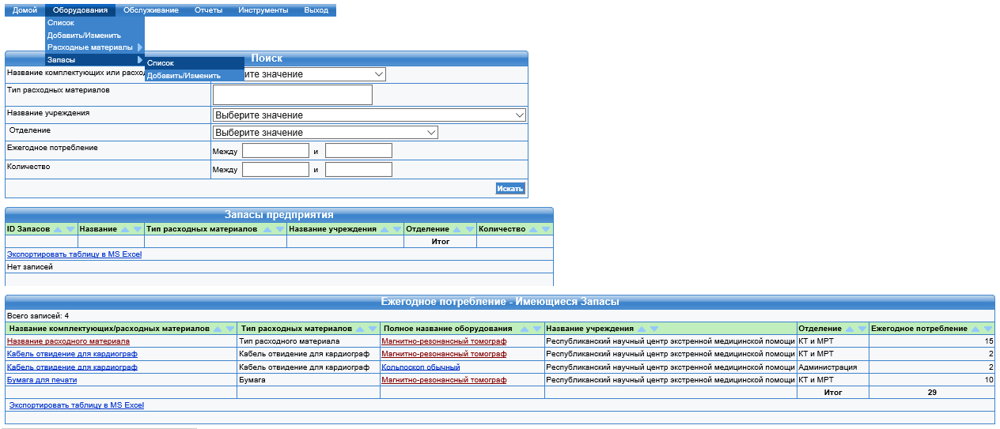 Домой Оборудования Обслуживание Отчеты Инструменты Выход
Список
Добавить/Изменить
Расходные материалы
Запасы
Список
Добавить/Изменить
Поиск
Название комплектующих или расхо ите значение
Тип расходных материалов
Название учреждения Выберите значение
Отделение Выберите значение
Ежегодное потребление Между и
Количество Между и
Искать
Запасы предприятия
ID Запасов Название Тип расходных материалов Название учреждения Отделение Количество
Итог
Экспортировать таблицу в MS Excel
Нет записей
Ежегодное потребление - Имеющиеся Запасы
Всего записей: 4
Название комплектующих/расходных материалов Тип расходных материалов Полное название оборудования Название учреждения Отделение Ежегодное потребление
Название расходного материала Тип расходного материала Магнитно-резонансный томограф Республиканский научный центр экстренной медицинской помощи КТ и МРТ 15
Кабель отвидение для кардиограф Кабель отвидение для кардиограф Магнитно-резонансный томограф Республиканский научный центр экстренной медицинской помощи КТ и МРТ 2
Кабель отвидение для кардиограф Кабель отвидение для кардиограф Кольпоскоп обычный Республиканский научный центр экстренной медицинской помощи Администрация 2
Бумага для печати Бумага Магнитно-резонансный томограф Республиканский научный центр экстренной медицинской помощи КТ и МРТ 10
Итог 29
Экспортировать таблицу в MS Excel